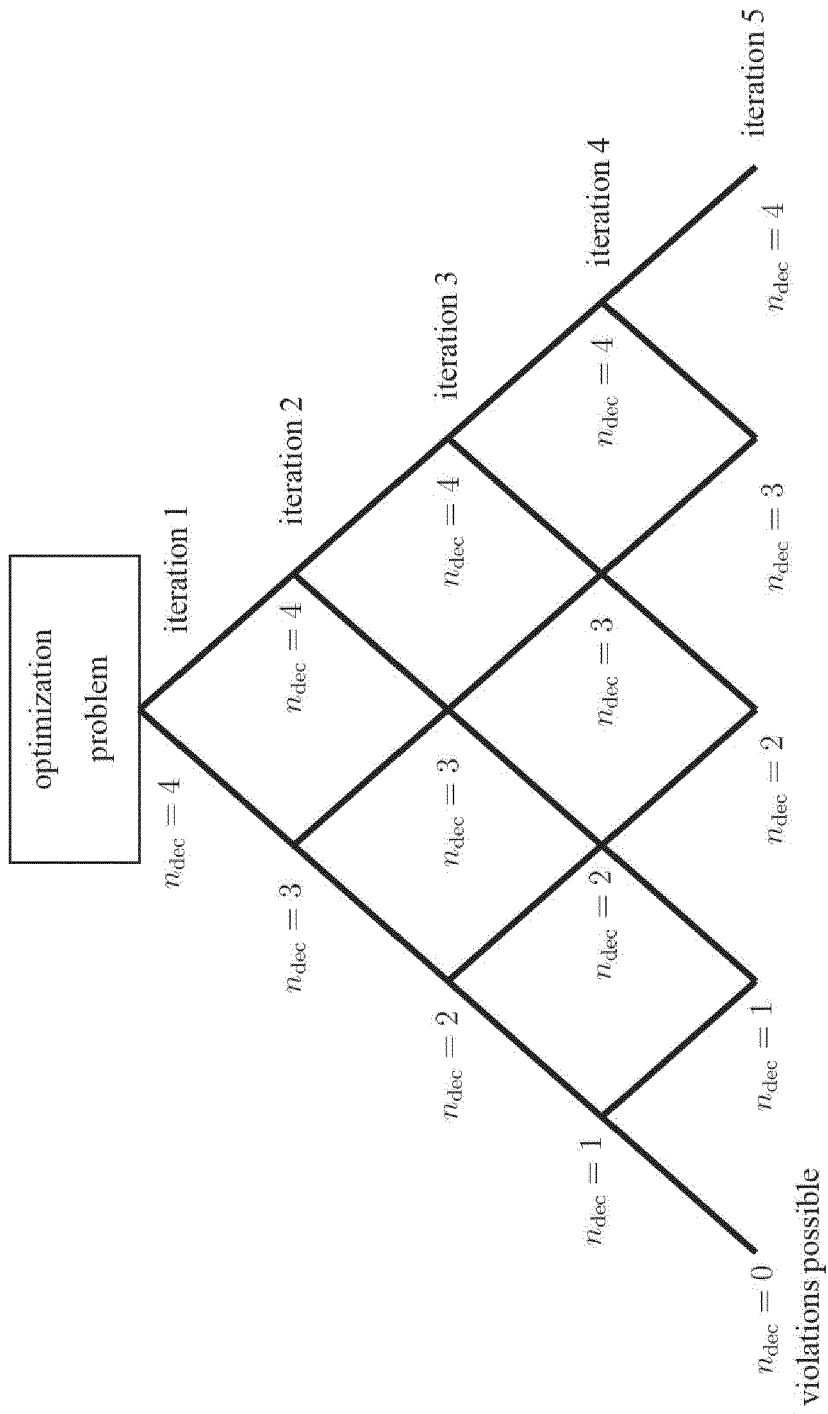 optimization
problem
n_dec = 4
iteration 1
n_dec = 3
n_dec = 4
iteration 2
n_dec = 2
n_dec = 3
n_dec = 4
iteration 3
n_dec = 1
n_dec = 2
n_dec = 3
n_dec = 4
iteration 4
n_dec = 0
violations possible
n_dec = 1
n_dec = 2
n_dec = 3
n_dec = 4
iteration 5